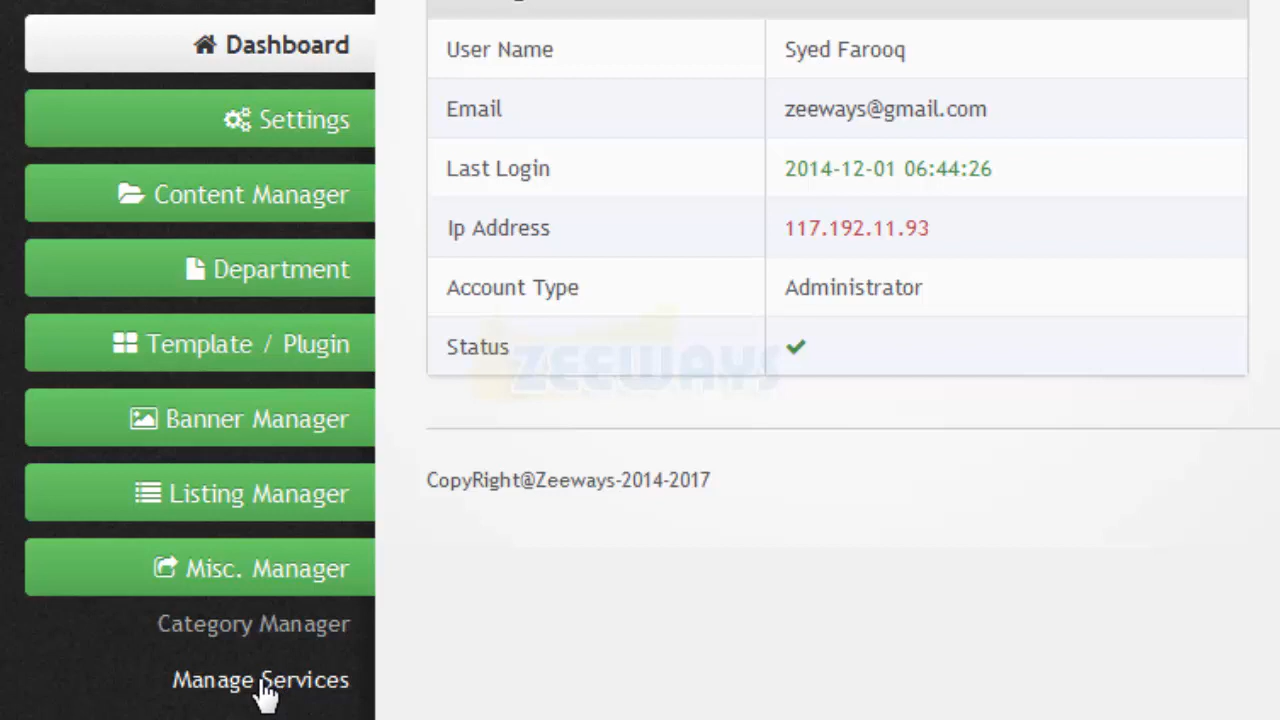 Dashboard
Settings
Content Manager
Department
Template / Plugin
Banner Manager
Listing Manager
Misc. Manager
Category Manager
Manage Services
User Name Syed Farooq
Email zeeways@gmail.com
Last Login 2014-12-01 06:44:26
Ip Address 117.192.11.93
Account Type Administrator
Status
ZEEWAYS
CopyRight@Zeeways-2014-2017